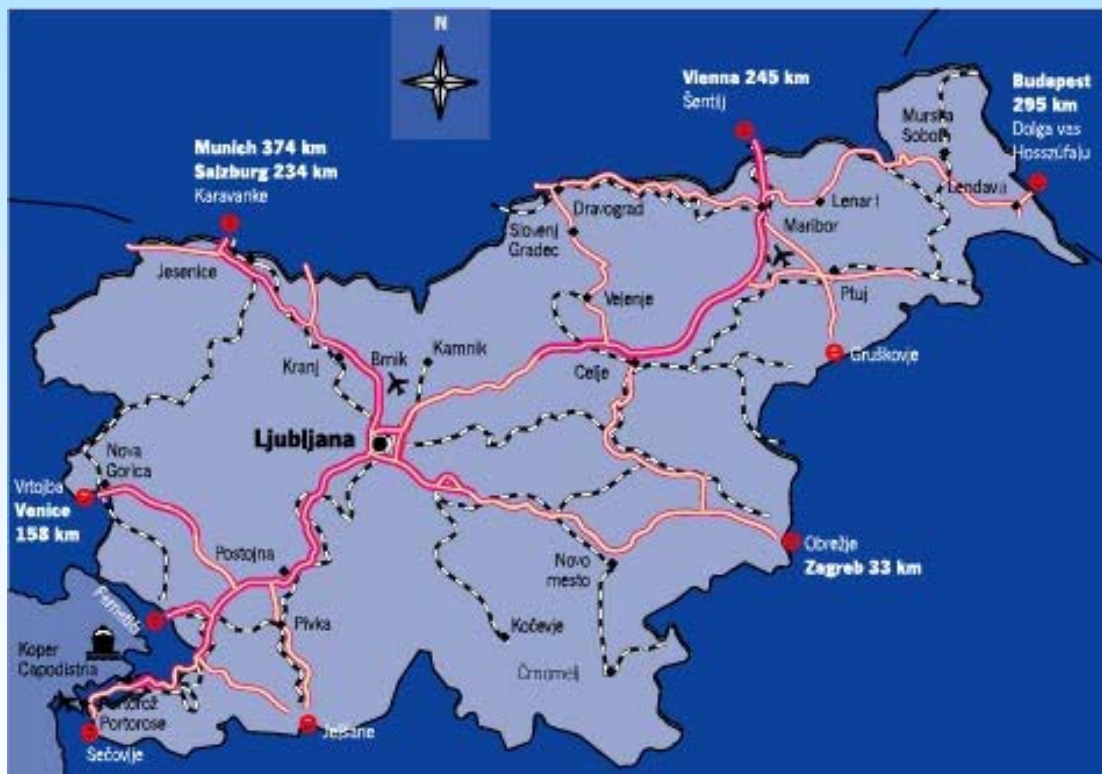 N
Vienna 245 km
Šentilj
Budapest
295 km
Dolga vas
Hosszúfaju
Murska
Sobota
Munich 374 km
Salzburg 234 km
Karavanke
Lendava
Dravograd
Lenart
Slovenj
Gradec
Maribor
Jesenice
Velenje
Ptuj
Kamnik
Brnik
Kranj
Celje
Gruškovje
Ljubljana
Nova
Gorica
Vrtojba
Venice
158 km
Postojna
Novo
mesto
Obrežje
Zagreb 33 km
Fernetiči
Pivka
Kočevje
Koper
Capodistria
Črnomelj
Portorož
Portorose
Jelšane
Sečovlje